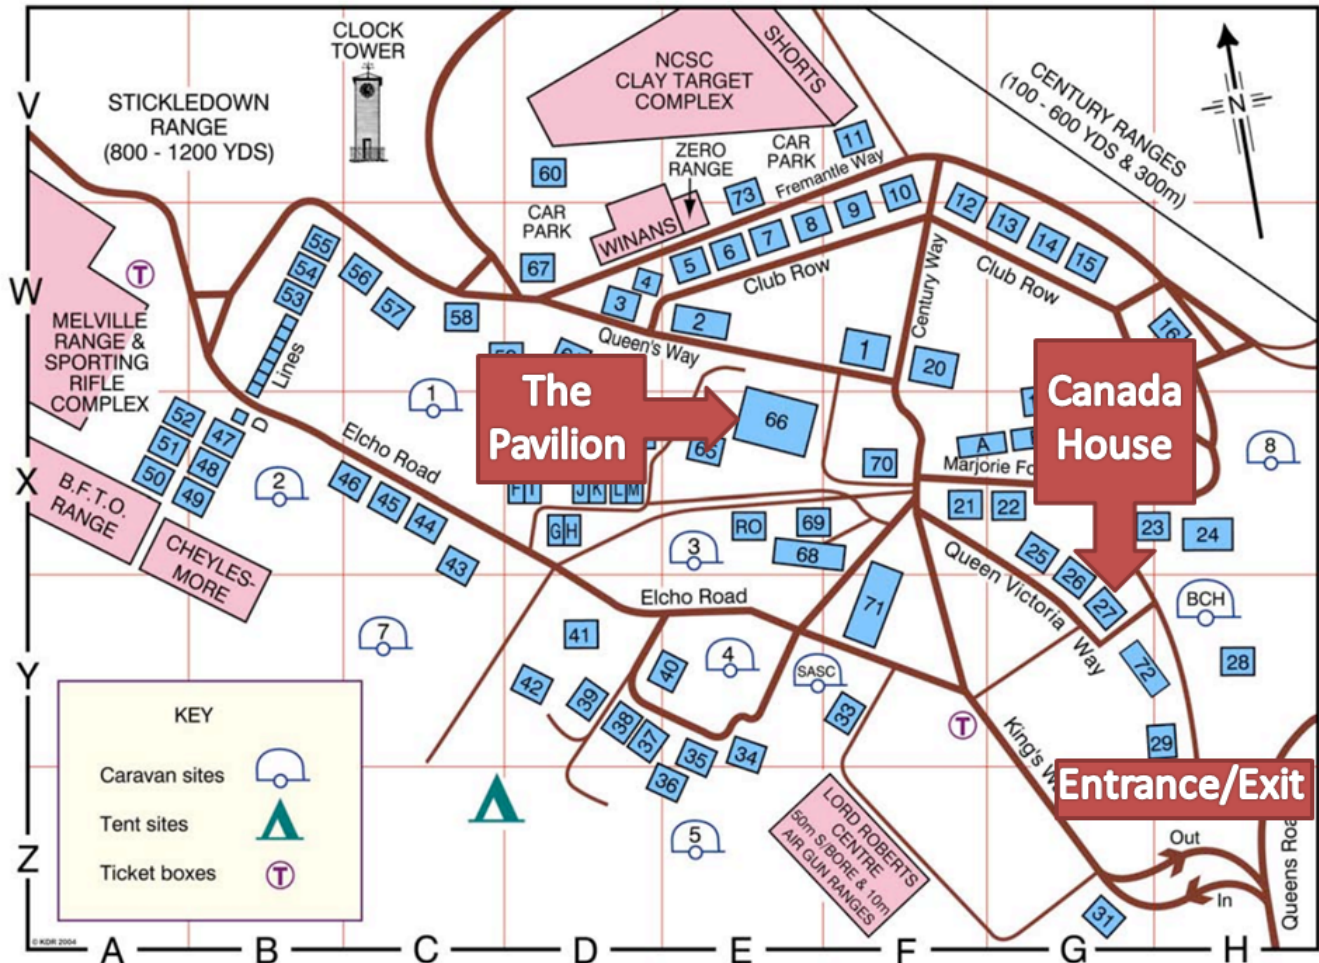 CLOCK
TOWER
STICKLEDOWN
RANGE
(800 - 1200 YDS)
NCSC
CLAY TARGET
COMPLEX
SHORTS
CENTURY RANGES
(100 - 600 YDS & 300m)
N
V
60
ZERO
RANGE
CAR
PARK
11
Fremantle Way
73
CAR
PARK
WINANS
67
4
3
5
6
7
8
9
10
12
13
14
15
16
Club Row
Club Row
Century Way
55
54
53
56
57
58
T
W
MELVILLE
RANGE &
SPORTING
RIFLE
COMPLEX
Lines
D
2
Queen's Way
1
20
The
Pavilion
66
Canada
House
1
52
51
50
47
48
49
Elcho Road
2
46
45
44
43
70
A
Marjorie
8
X
B.F.T.O.
RANGE
CHEYLES-
MORE
F
I
J
K
L
M
G
H
RO
69
68
3
21
22
23
24
25
26
27
Queen Victoria
Way
BCH
Elcho Road
71
7
41
40
4
SASC
33
72
28
29
Y
42
39
38
37
36
35
34
T
King's
Entrance/Exit
KEY
Caravan sites
Tent sites
Ticket boxes
T
5
LORD ROBERTS
CENTRE
50m S/BORE & 10m
AIR GUN RANGES
Z
Out
In
31
Queens
© KDR 2004
A
B
C
D
E
F
G
H